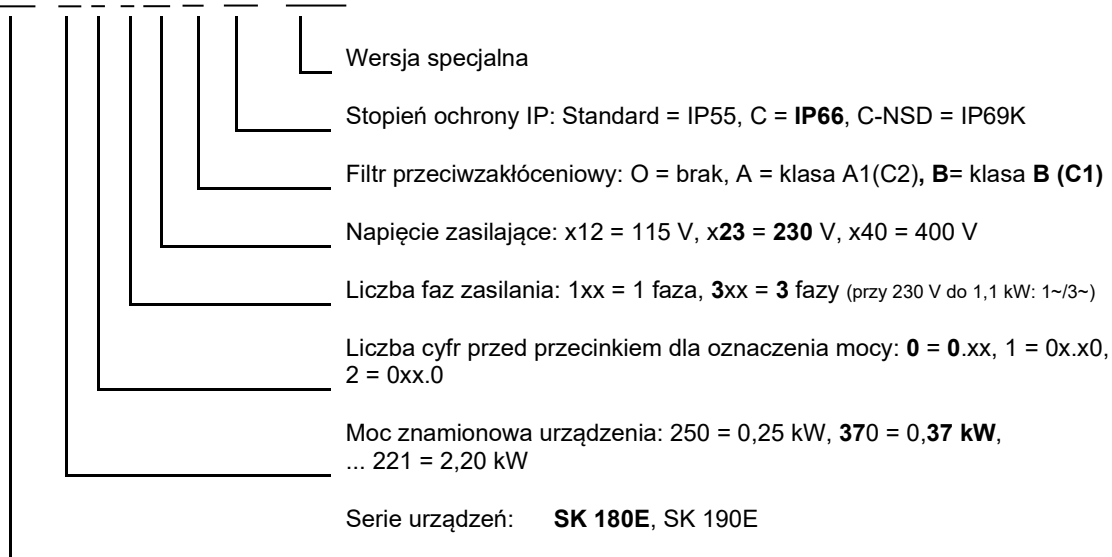 Wersja specjalna
Stopień ochrony IP: Standard = IP55, C = IP66, C-NSD = IP69K
Filtr przeciwzakłóceniowy: O = brak, A = klasa A1(C2), B= klasa B (C1)
Napięcie zasilające: x12 = 115 V, x23 = 230 V, x40 = 400 V
Liczba faz zasilania: 1xx = 1 faza, 3xx = 3 fazy (przy 230 V do 1,1 kW: 1~/3~)
Liczba cyfr przed przecinkiem dla oznaczenia mocy: 0 = 0.xx, 1 = 0x.x0,
2 = 0xx.0
Moc znamionowa urządzenia: 250 = 0,25 kW, 370 = 0,37 kW,
... 221 = 2,20 kW
Serie urządzeń: SK 180E, SK 190E